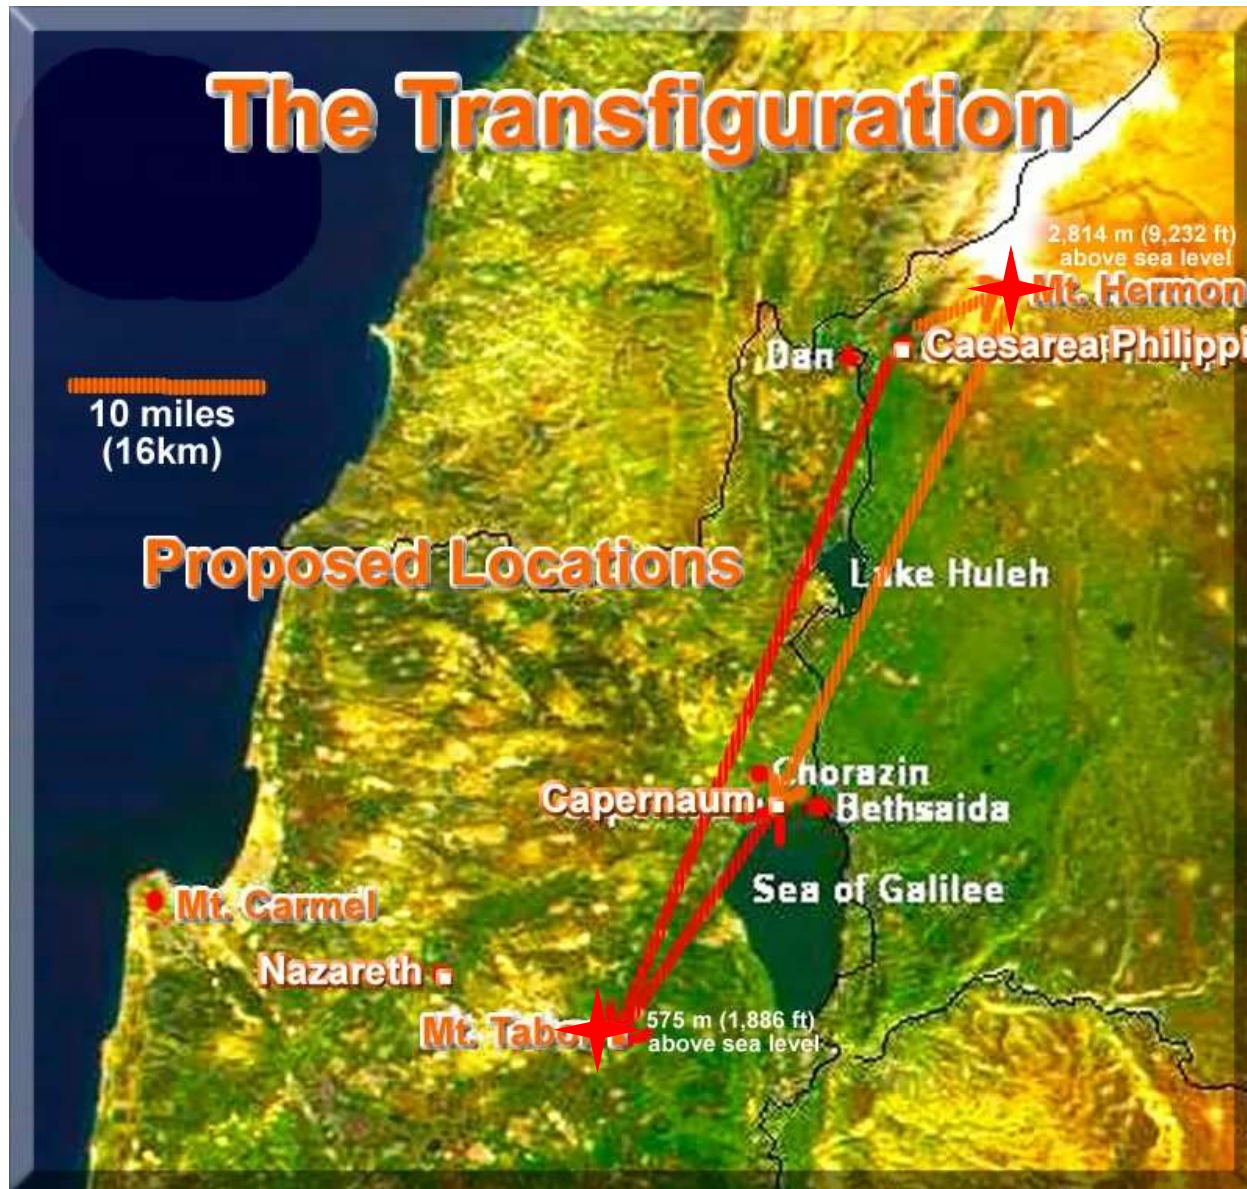 The Transfiguration
2,814 m (9,232 ft)
above sea level
Mt. Hermon
Caesarea Philippi
Dan
10 miles
(16km)
Proposed Locations
Lake Huleh
Chorazin
Capernaum
Bethsaida
Sea of Galilee
Mt. Carmel
Nazareth
Mt. Tabor
575 m (1,886 ft)
above sea level